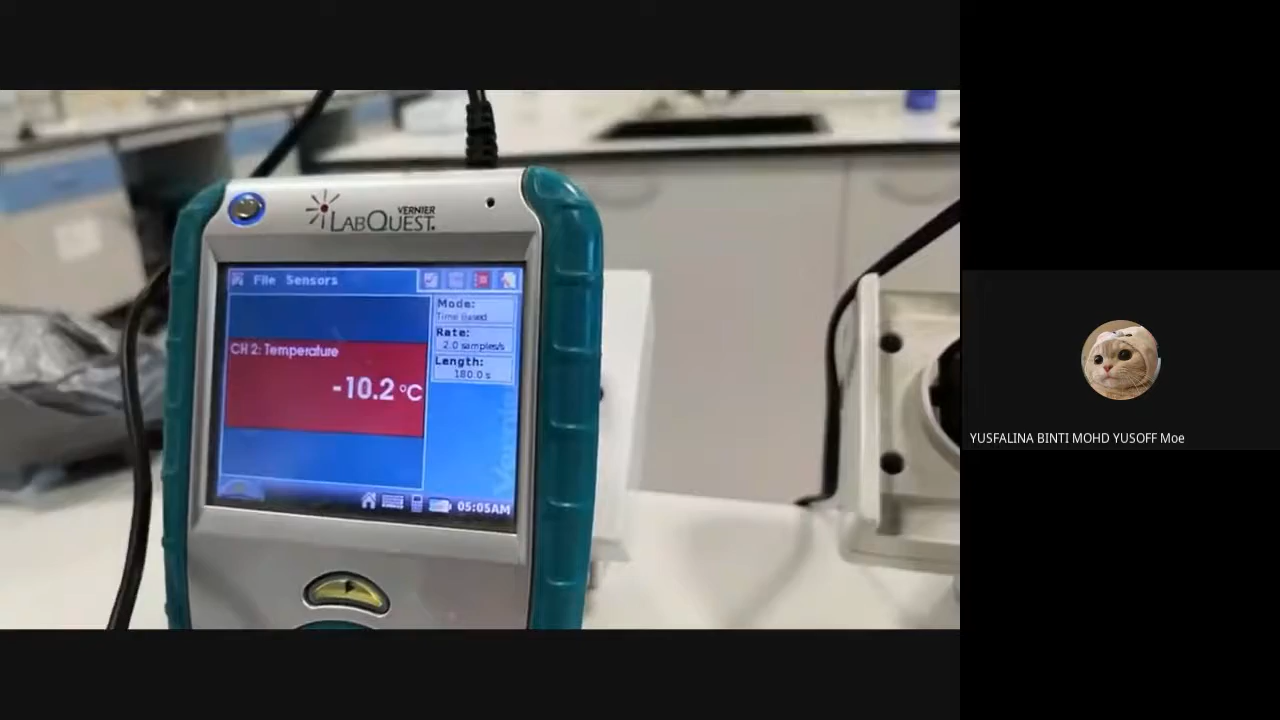 VERNIER
LABQUEST.
File Sensors
Mode:
Time Based
Rate:
2.0 samples/s
Length:
180.0 s
CH 2: Temperature
-10.2 °C
05:05AM
YUSFALINA BINTI MOHD YUSOFF Moe